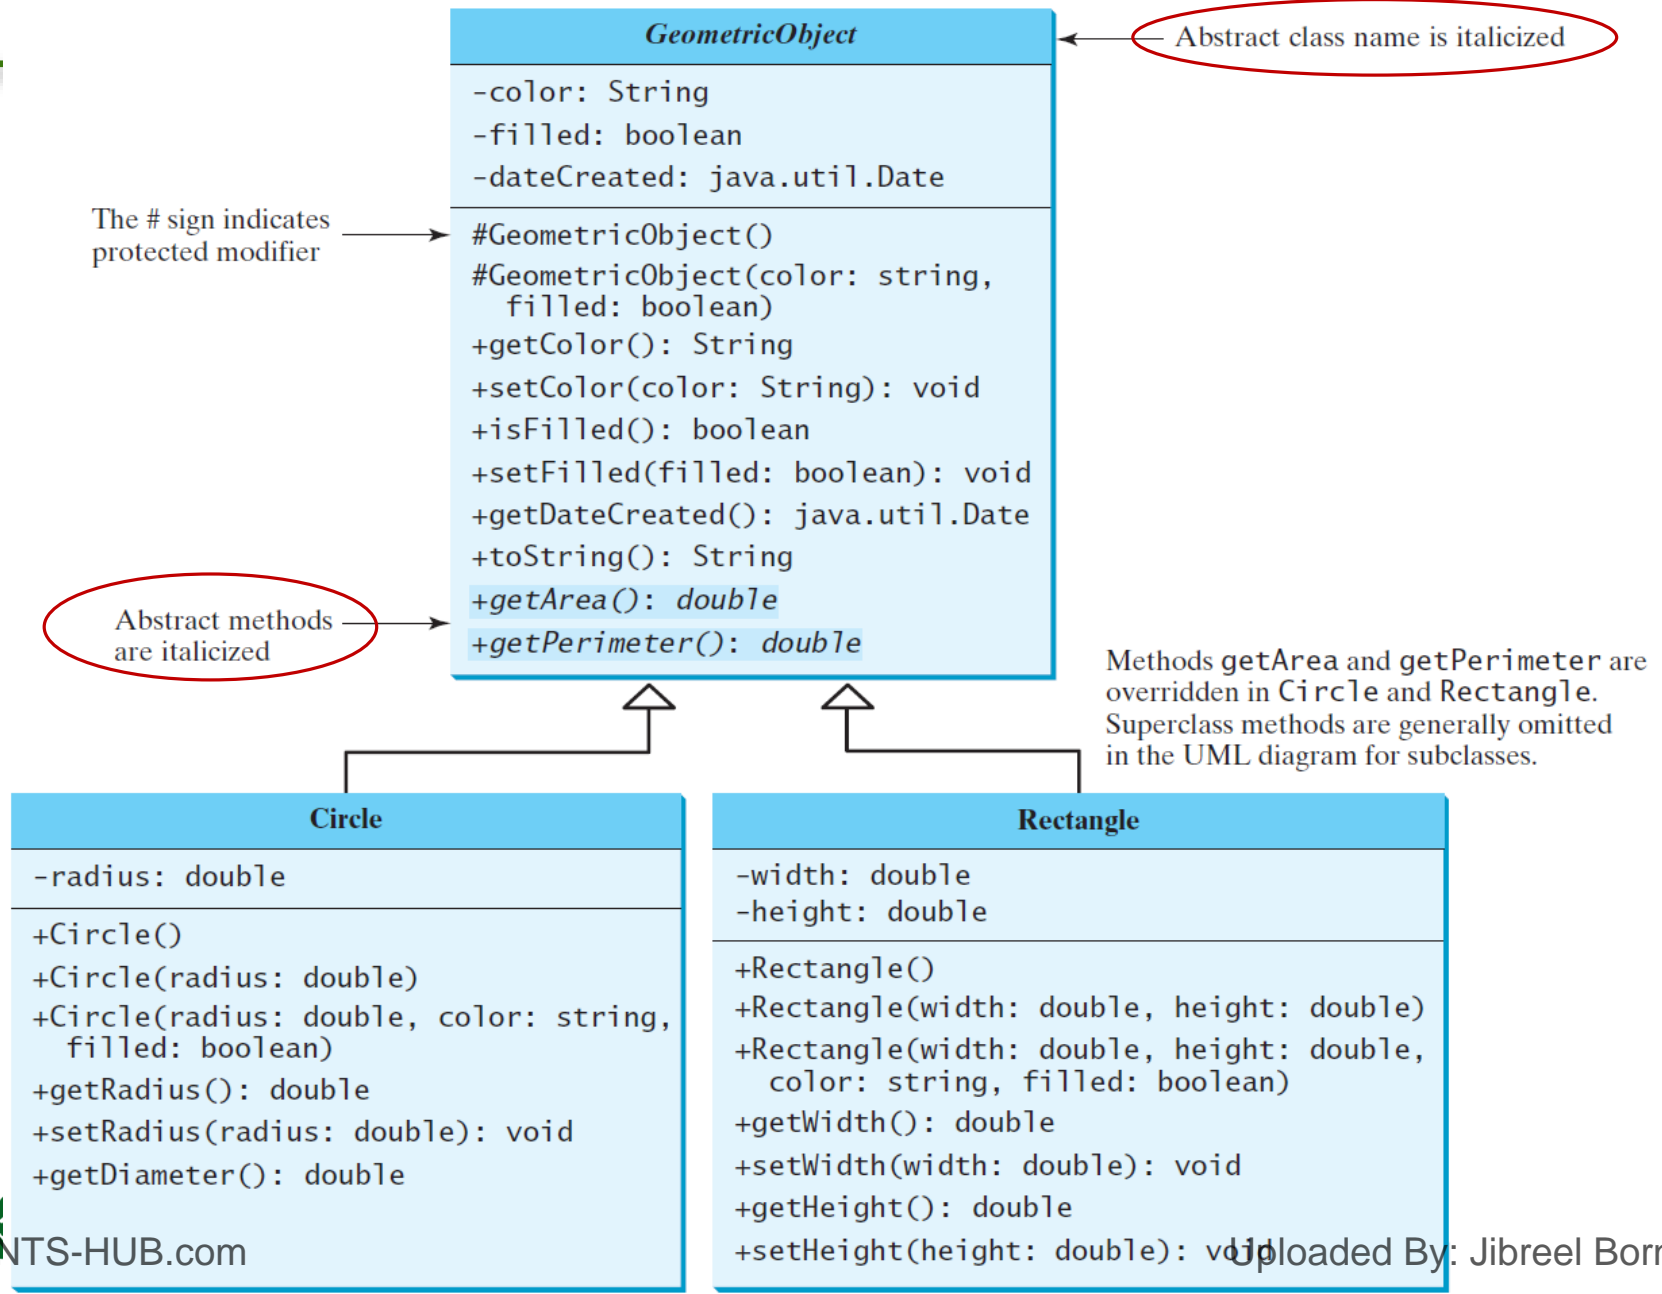 GeometricObject
Abstract class name is italicized
-color: String
-filled: boolean
-dateCreated: java.util.Date
The # sign indicates
protected modifier
#GeometricObject()
#GeometricObject(color: string,
filled: boolean)
+getColor(): String
+setColor(color: String): void
+isFilled(): boolean
+setFilled(filled: boolean): void
+getDateCreated(): java.util.Date
+toString(): String
+getArea(): double
+getPerimeter(): double
Abstract methods
are italicized
Methods getArea and getPerimeter are
overridden in Circle and Rectangle.
Superclass methods are generally omitted
in the UML diagram for subclasses.
Circle
-radius: double
+Circle()
+Circle(radius: double)
+Circle(radius: double, color: string,
filled: boolean)
+getRadius(): double
+setRadius(radius: double): void
+getDiameter(): double
Rectangle
-width: double
-height: double
+Rectangle()
+Rectangle(width: double, height: double)
+Rectangle(width: double, height: double,
color: string, filled: boolean)
+getWidth(): double
+setWidth(width: double): void
+getHeight(): double
+setHeight(height: double): void
NTS-HUB.com
Uploaded By: Jibreel